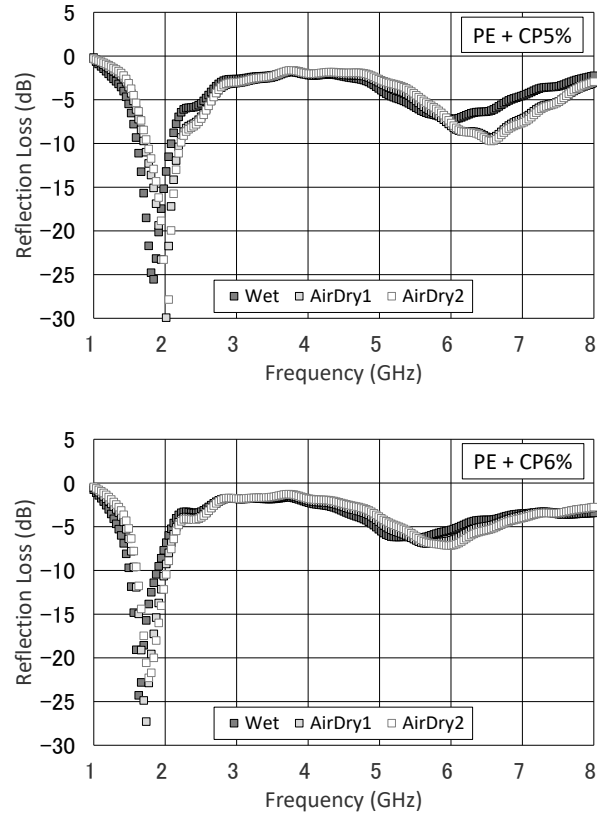 5
0
−5
−10
−15
−20
−25
−30
Reflection Loss (dB)
PE + CP5%
Wet AirDry1 AirDry2
1 2 3 4 5 6 7 8
Frequency (GHz)
5
0
−5
−10
−15
−20
−25
−30
Reflection Loss (dB)
PE + CP6%
Wet AirDry1 AirDry2
1 2 3 4 5 6 7 8
Frequency (GHz)